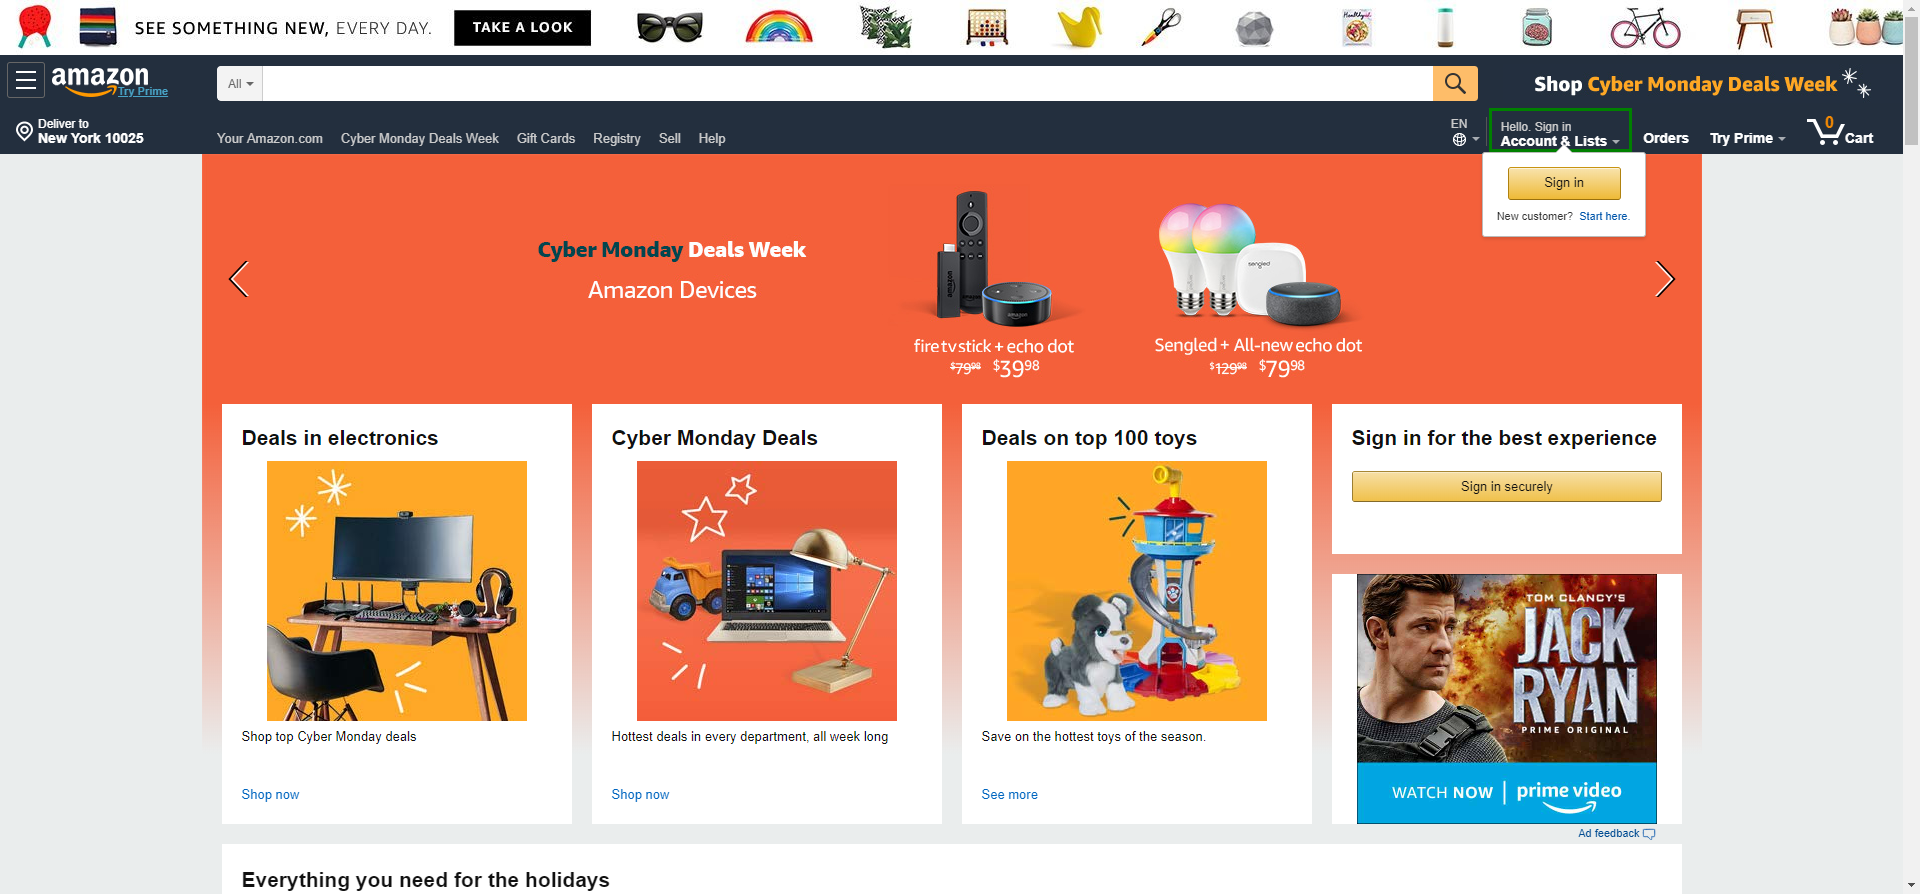 SEE SOMETHING NEW, EVERY DAY.
TAKE A LOOK
Healthyish
amazon
Try Prime
All
Shop Cyber Monday Deals Week
Deliver to
New York 10025
Your Amazon.com Cyber Monday Deals Week Gift Cards Registry Sell Help
EN
Hello. Sign in
Account & Lists
Orders
Try Prime
0
Cart
Sign in
New customer? Start here.
Cyber Monday Deals Week
Amazon Devices
amazon
amazon
fire tv stick + echo dot
$79.98 $39.98
sengled
Sengled + All-new echo dot
$129.98 $79.98
Deals in electronics
Shop top Cyber Monday deals
Shop now
Cyber Monday Deals
Hottest deals in every department, all week long
Shop now
Deals on top 100 toys
Save on the hottest toys of the season.
See more
Sign in for the best experience
Sign in securely
TOM CLANCY'S
JACK
RYAN
PRIME ORIGINAL
WATCH NOW | prime video
Ad feedback
Everything you need for the holidays